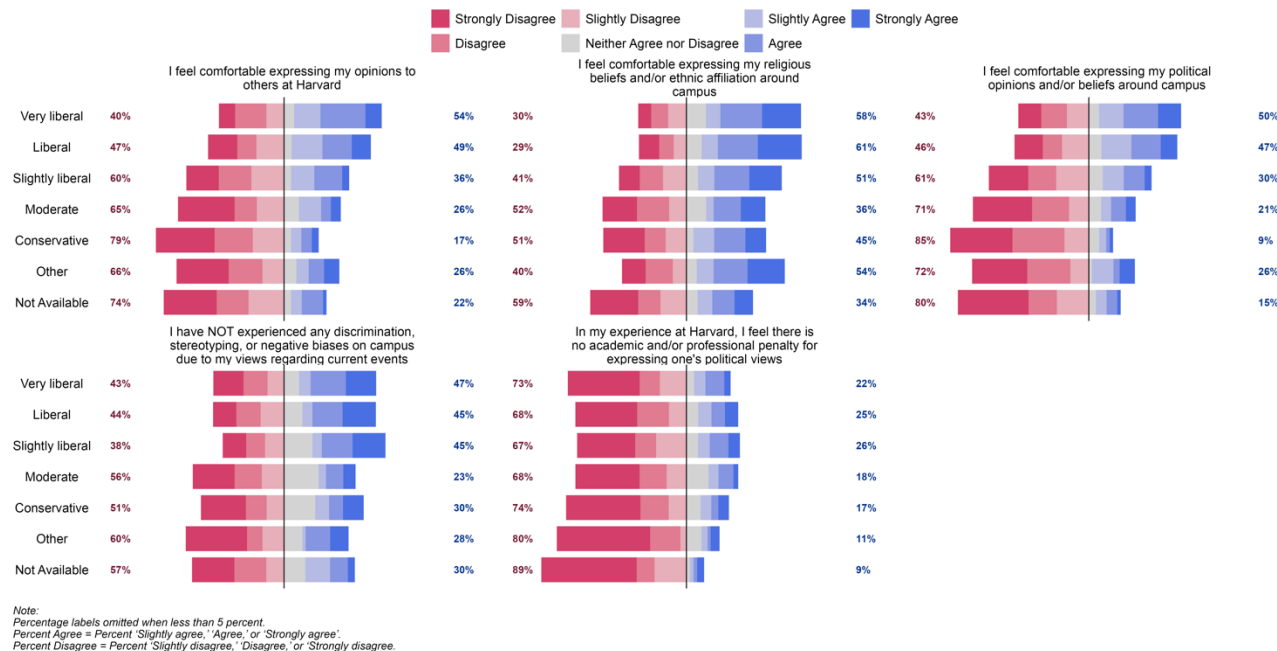 Strongly Disagree Slightly Disagree Slightly Agree Strongly Agree
Disagree Neither Agree nor Disagree Agree
I feel comfortable expressing my opinions to
others at Harvard
I feel comfortable expressing my religious
beliefs and/or ethnic affiliation around
campus
I feel comfortable expressing my political
opinions and/or beliefs around campus
Very liberal 40% 54% 30% 58% 43% 50%
Liberal 47% 49% 29% 61% 46% 47%
Slightly liberal 60% 36% 41% 51% 61% 30%
Moderate 65% 26% 52% 36% 71% 21%
Conservative 79% 17% 51% 45% 85% 9%
Other 66% 26% 40% 54% 72% 26%
Not Available 74% 22% 59% 34% 80% 15%
I have NOT experienced any discrimination,
stereotyping, or negative biases on campus
due to my views regarding current events
In my experience at Harvard, I feel there is
no academic and/or professional penalty for
expressing one's political views
Very liberal 43% 47% 73% 22%
Liberal 44% 45% 68% 25%
Slightly liberal 38% 45% 67% 26%
Moderate 56% 23% 68% 18%
Conservative 51% 30% 74% 17%
Other 60% 28% 80% 11%
Not Available 57% 30% 89% 9%
Note:
Percentage labels omitted when less than 5 percent.
Percent Agree = Percent 'Slightly agree,' 'Agree,' or 'Strongly agree'.
Percent Disagree = Percent 'Slightly disagree,' 'Disagree,' or 'Strongly disagree.